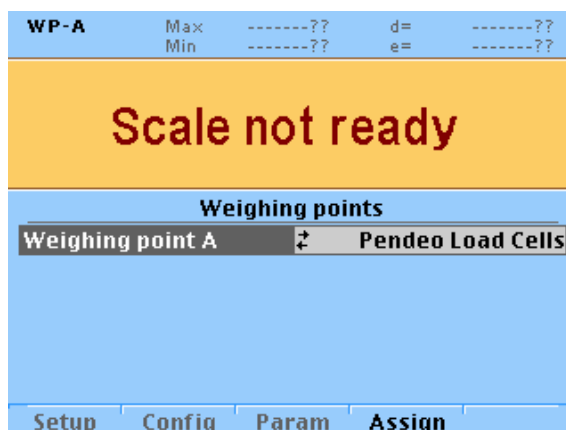 WP-A Max -------?? d= -------??
Min -------?? e= -------??
Scale not ready
Weighing points
Weighing point A ⇄ Pendeo Load Cells
Setup Config Param Assign